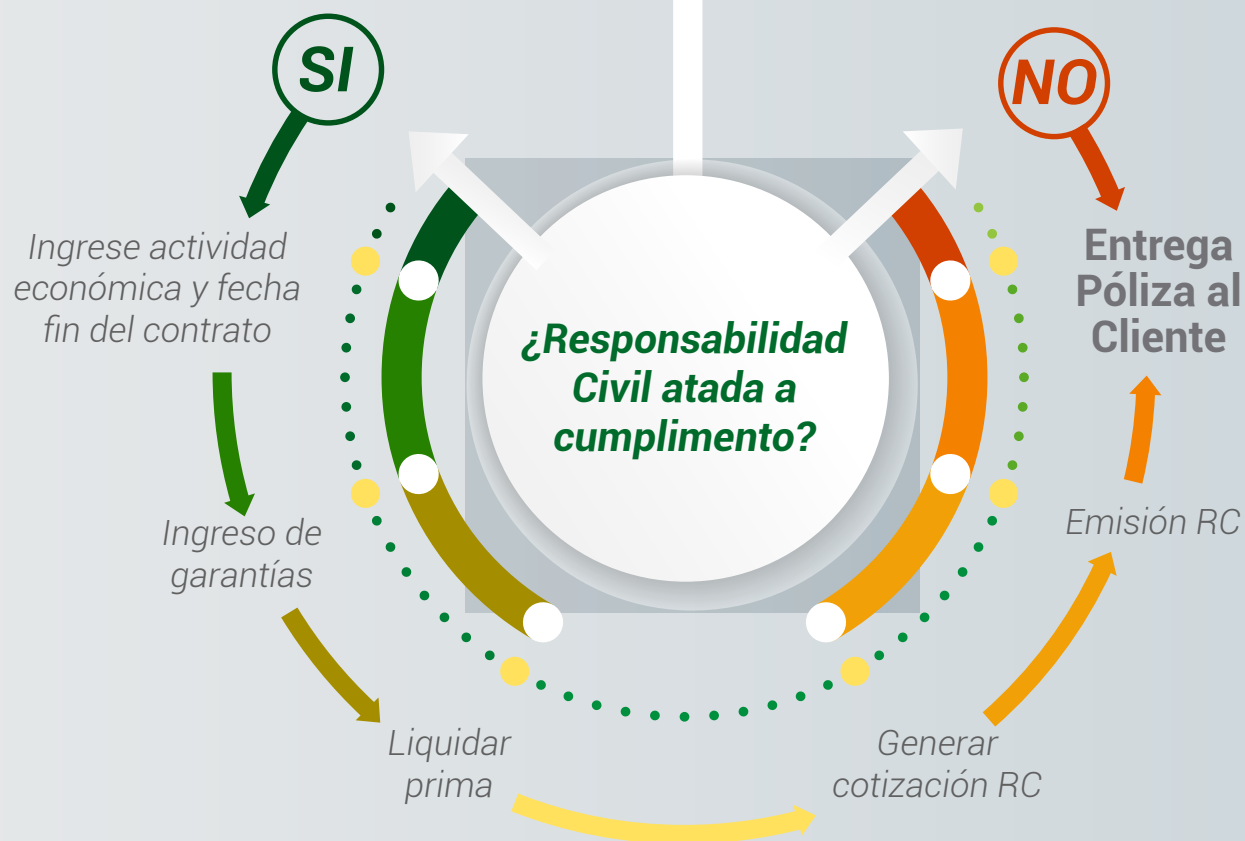 SI
NO
Ingrese actividad
económica y fecha
fin del contrato
¿Responsabilidad
Civil atada a
cumplimento?
Entrega
Póliza al
Cliente
Ingreso de
garantías
Emisión RC
Liquidar
prima
Generar
cotización RC